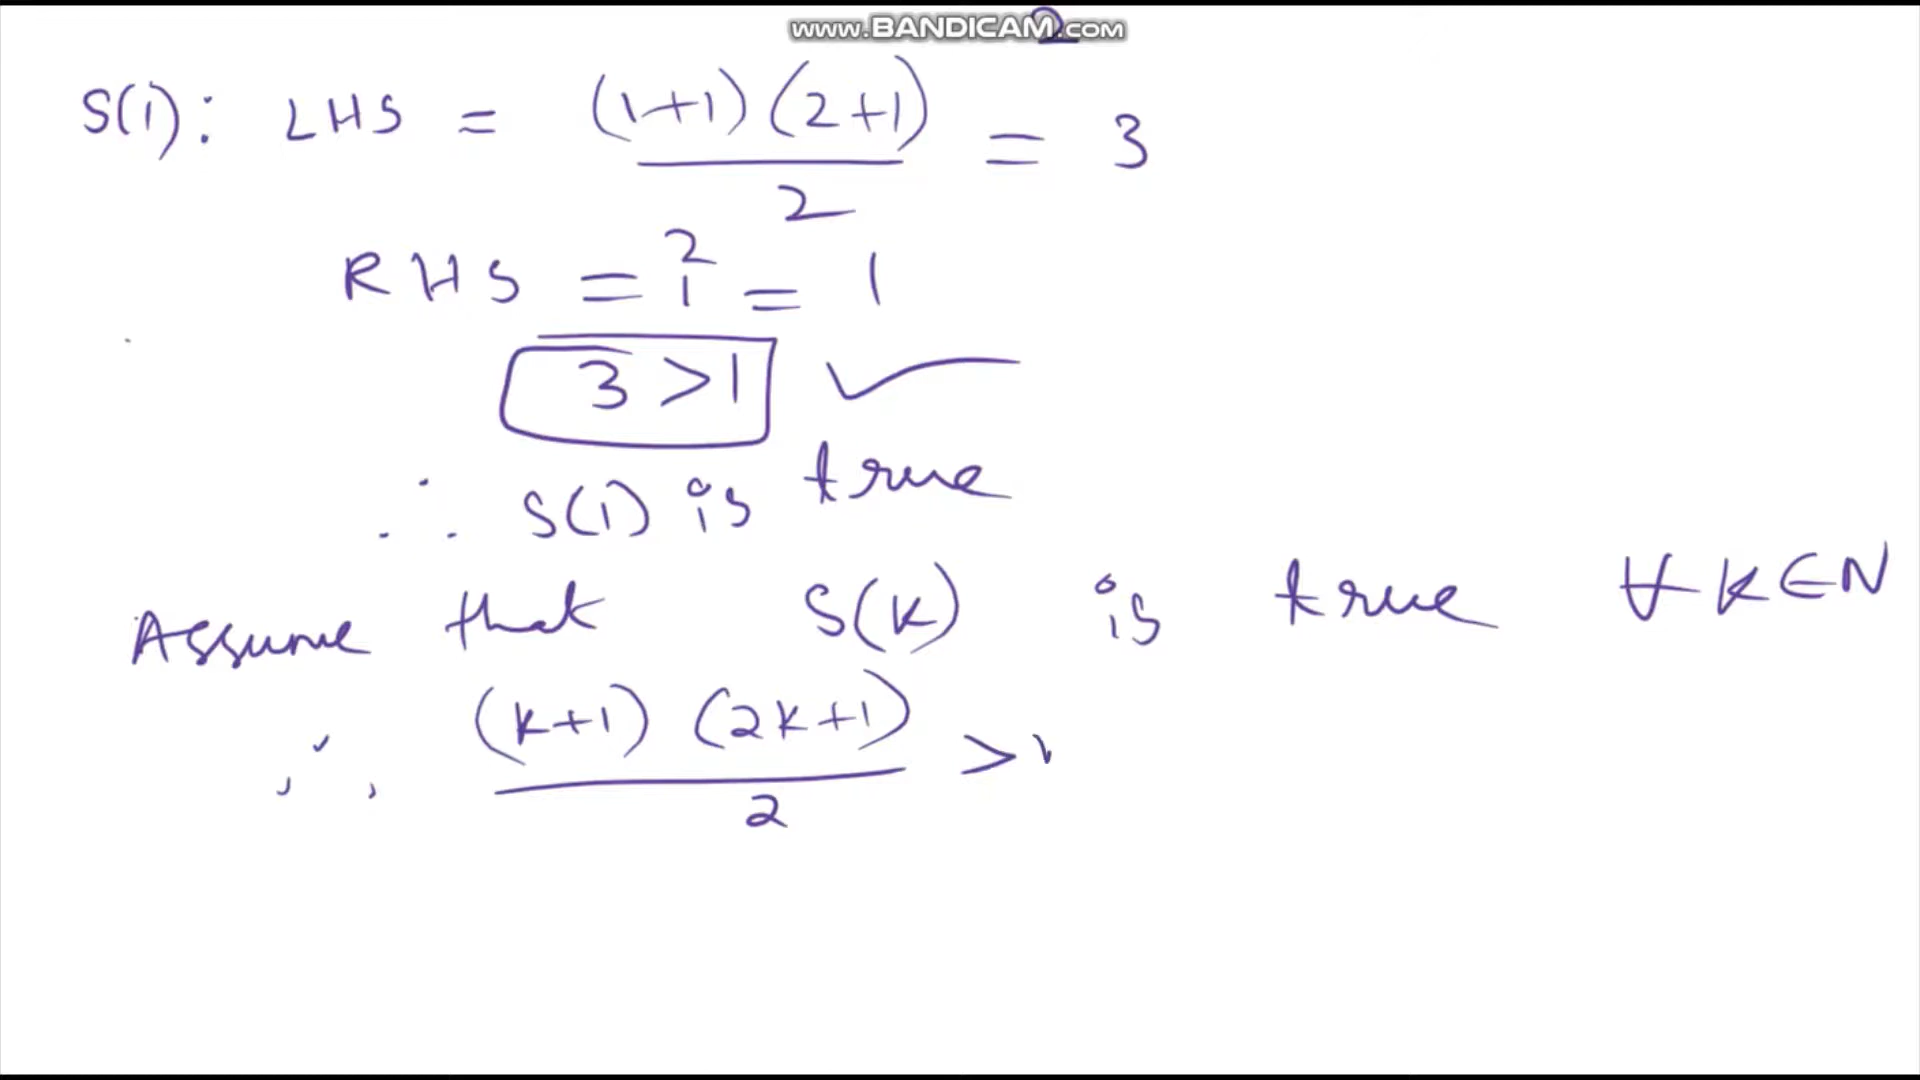 www.BANDICAM.com
2
S(1): LHS = (1+1)(2+1) / 2 = 3
RHS = 1² = 1
3 > 1 ✓
∴ S(1) is true
Assume that S(k) is true ∀ k ∈ N
∴ (k+1)(2k+1) / 2 >